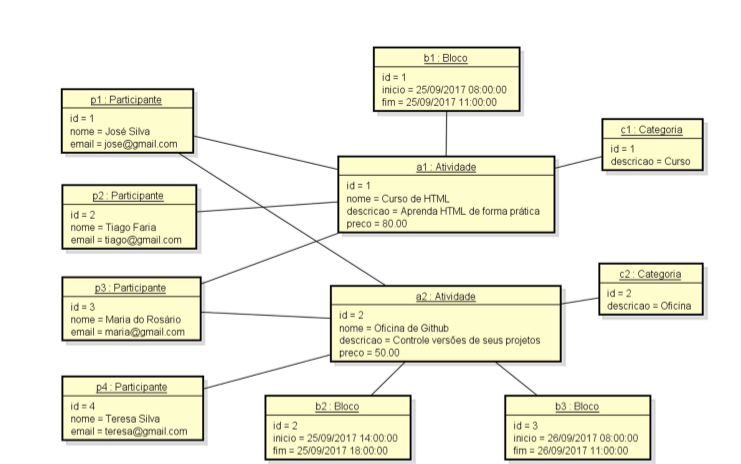 b1 : Bloco
id = 1
inicio = 25/09/2017 08:00:00
fim = 25/09/2017 11:00:00
p1 : Participante
id = 1
nome = José Silva
email = jose@gmail.com
c1 : Categoria
id = 1
descricao = Curso
a1 : Atividade
id = 1
nome = Curso de HTML
descricao = Aprenda HTML de forma prática
preco = 80.00
p2 : Participante
id = 2
nome = Tiago Faria
email = tiago@gmail.com
p3 : Participante
id = 3
nome = Maria do Rosário
email = maria@gmail.com
c2 : Categoria
id = 2
descricao = Oficina
a2 : Atividade
id = 2
nome = Oficina de Github
descricao = Controle versões de seus projetos
preco = 50.00
p4 : Participante
id = 4
nome = Teresa Silva
email = teresa@gmail.com
b2 : Bloco
id = 2
inicio = 25/09/2017 14:00:00
fim = 25/09/2017 18:00:00
b3 : Bloco
id = 3
inicio = 26/09/2017 08:00:00
fim = 26/09/2017 11:00:00